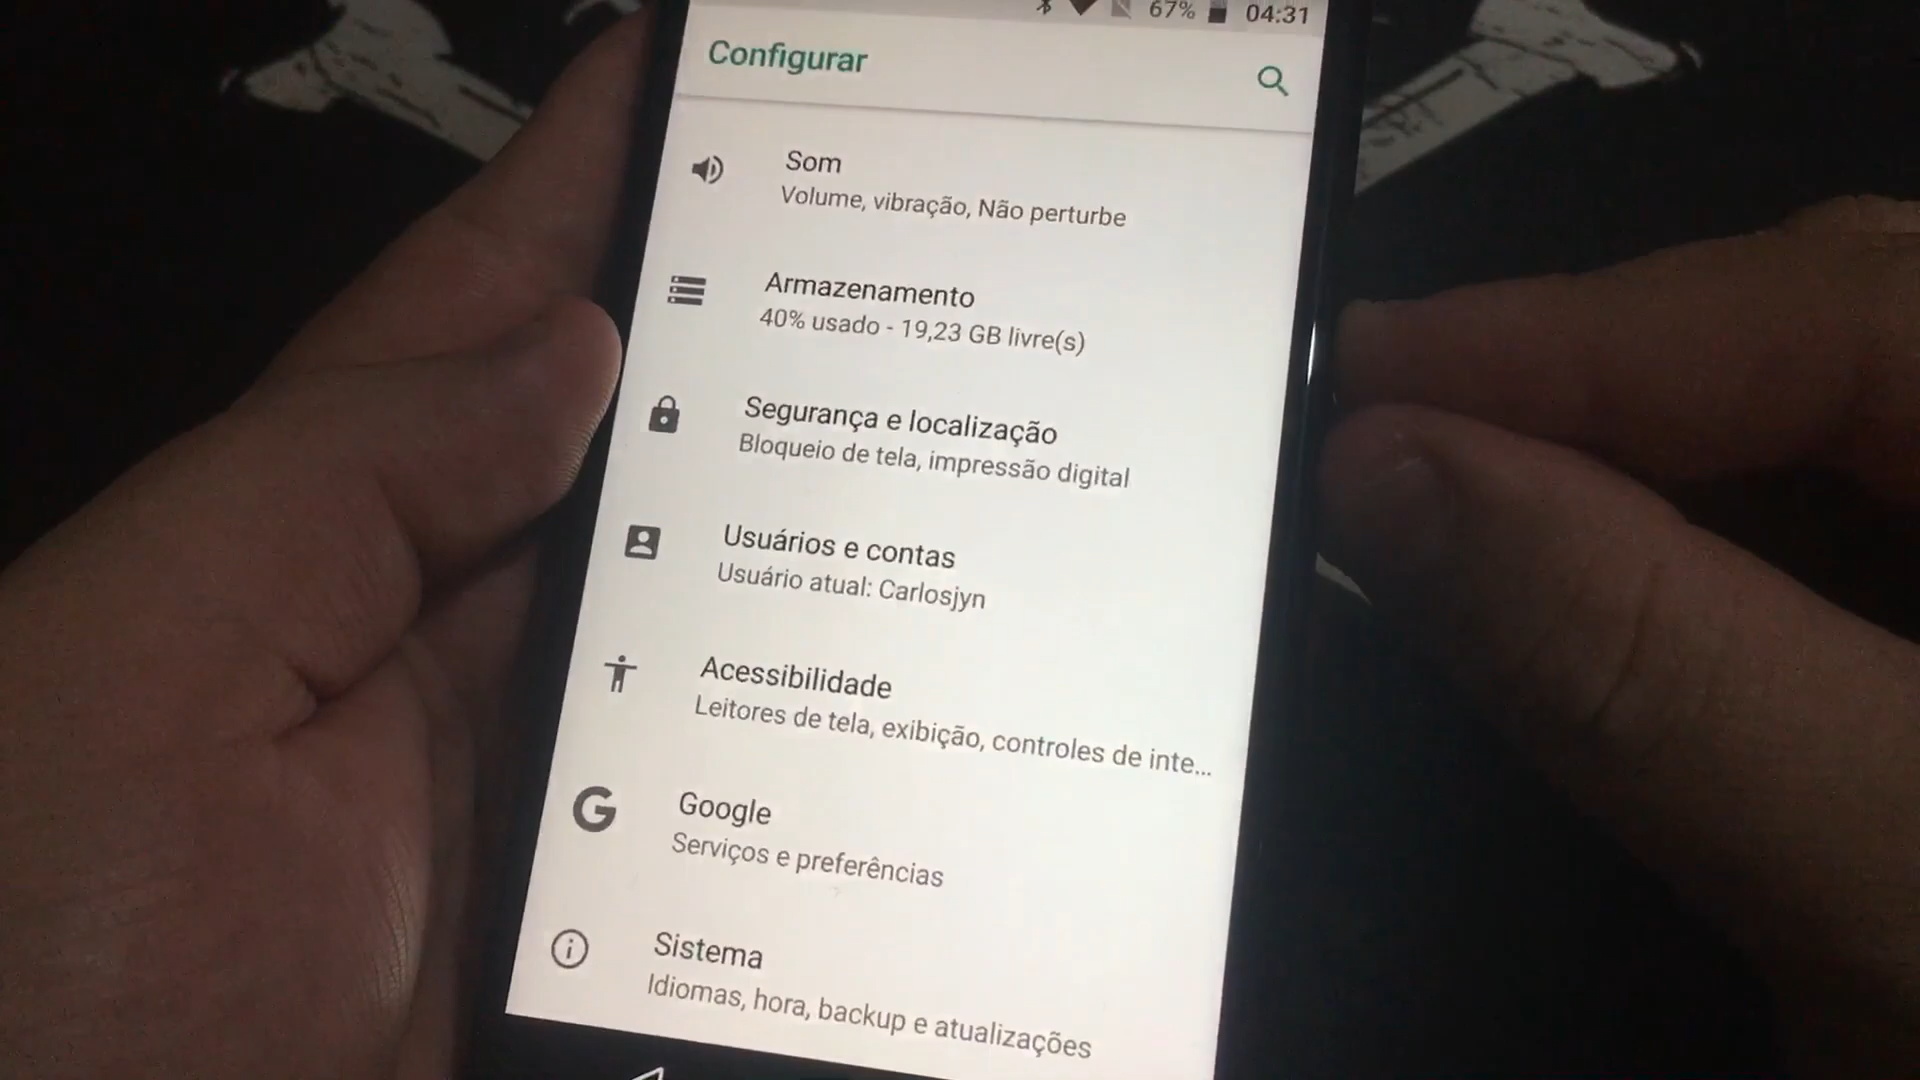 67% 04:31
Configurar
Som
Volume, vibração, Não perturbe
Armazenamento
40% usado - 19,23 GB livre(s)
Segurança e localização
Bloqueio de tela, impressão digital
Usuários e contas
Usuário atual: Carlosjyn
Acessibilidade
Leitores de tela, exibição, controles de inte...
Google
Serviços e preferências
Sistema
Idiomas, hora, backup e atualizações